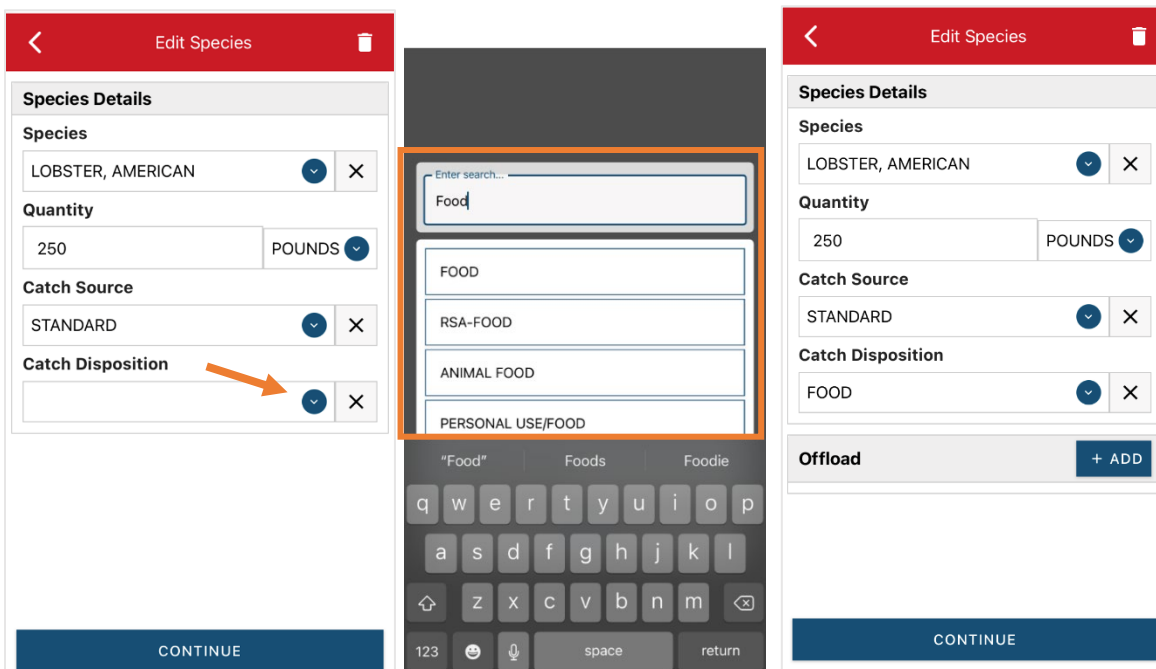 Edit Species
Species Details
Species
LOBSTER, AMERICAN
Quantity
250 POUNDS
Catch Source
STANDARD
Catch Disposition
CONTINUE
Enter search...
Food
FOOD
RSA-FOOD
ANIMAL FOOD
PERSONAL USE/FOOD
"Food" Foods Foodie
q w e r t y u i o p
a s d f g h j k l
z x c v b n m
123 space return
Edit Species
Species Details
Species
LOBSTER, AMERICAN
Quantity
250 POUNDS
Catch Source
STANDARD
Catch Disposition
FOOD
Offload + ADD
CONTINUE